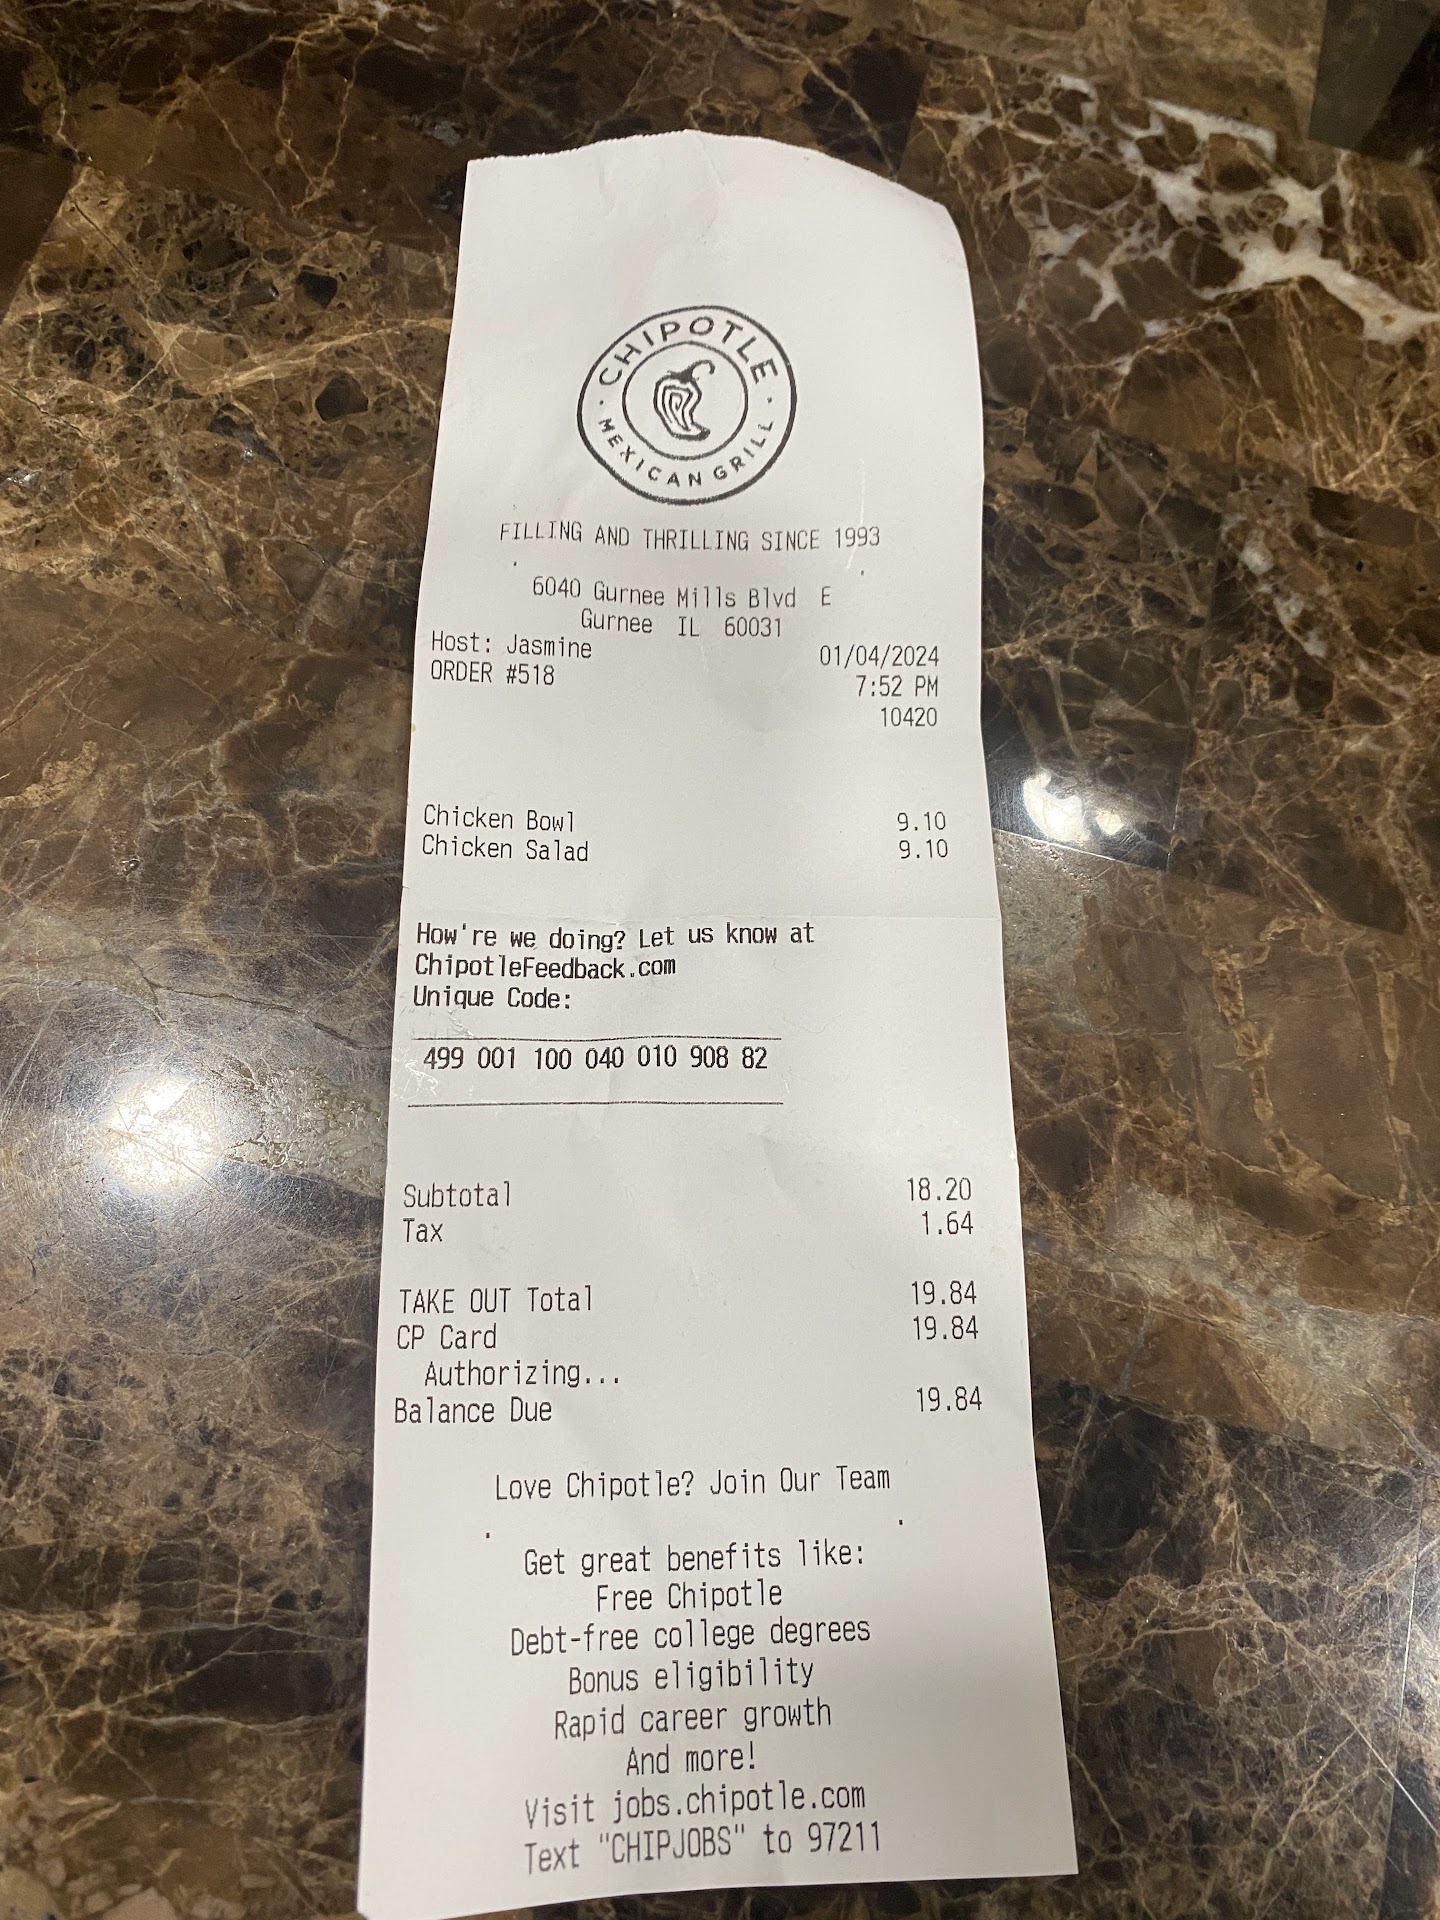 CHIPOTLE
MEXICAN GRILL
FILLING AND THRILLING SINCE 1993
6040 Gurnee Mills Blvd E
Gurnee IL 60031
Host: Jasmine 01/04/2024
ORDER #518 7:52 PM
10420
Chicken Bowl 9.10
Chicken Salad 9.10
How're we doing? Let us know at
ChipotleFeedback.com
Unique Code:
499 001 100 040 010 908 82
Subtotal 18.20
Tax 1.64
TAKE OUT Total 19.84
CP Card 19.84
Authorizing...
Balance Due 19.84
Love Chipotle? Join Our Team
Get great benefits like:
Free Chipotle
Debt-free college degrees
Bonus eligibility
Rapid career growth
And more!
Visit jobs.chipotle.com
Text "CHIPJOBS" to 97211